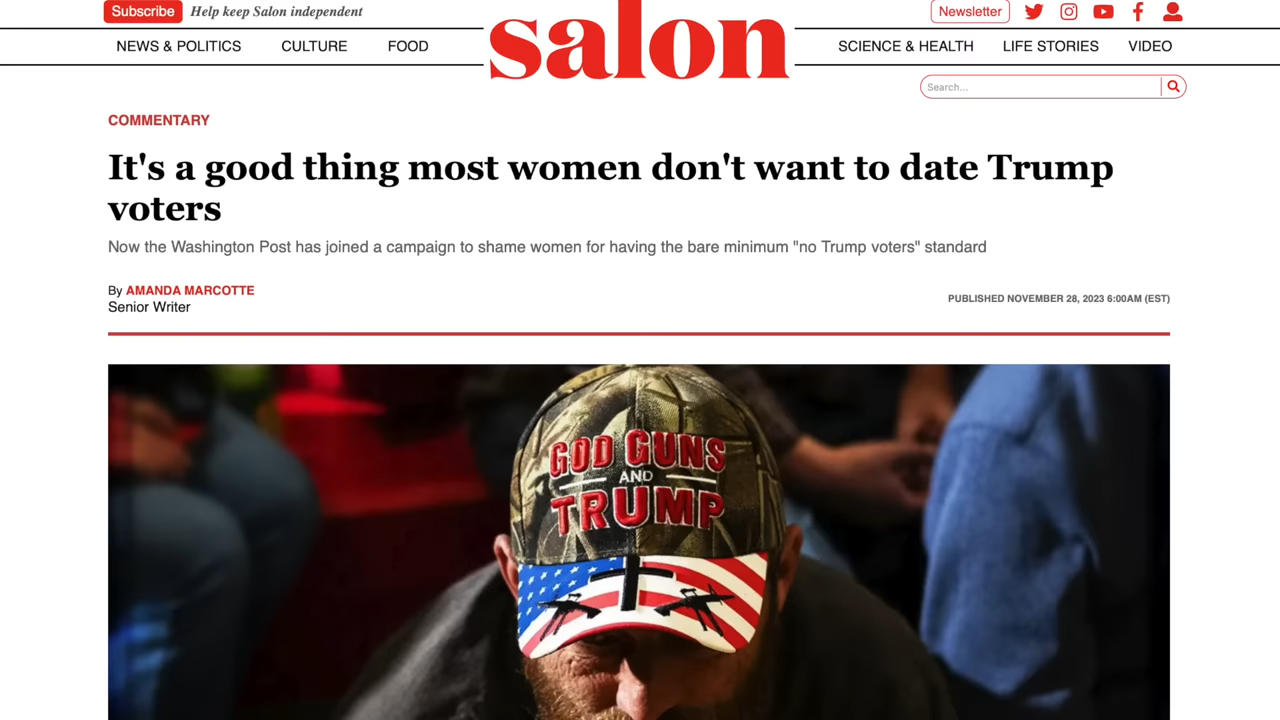 Subscribe Help keep Salon independent
Newsletter
NEWS & POLITICS CULTURE FOOD
salon
SCIENCE & HEALTH LIFE STORIES VIDEO
Search...
COMMENTARY
It's a good thing most women don't want to date Trump
voters
Now the Washington Post has joined a campaign to shame women for having the bare minimum "no Trump voters" standard
By AMANDA MARCOTTE
Senior Writer
PUBLISHED NOVEMBER 28, 2023 6:00AM (EST)
GOD GUNS
AND
TRUMP